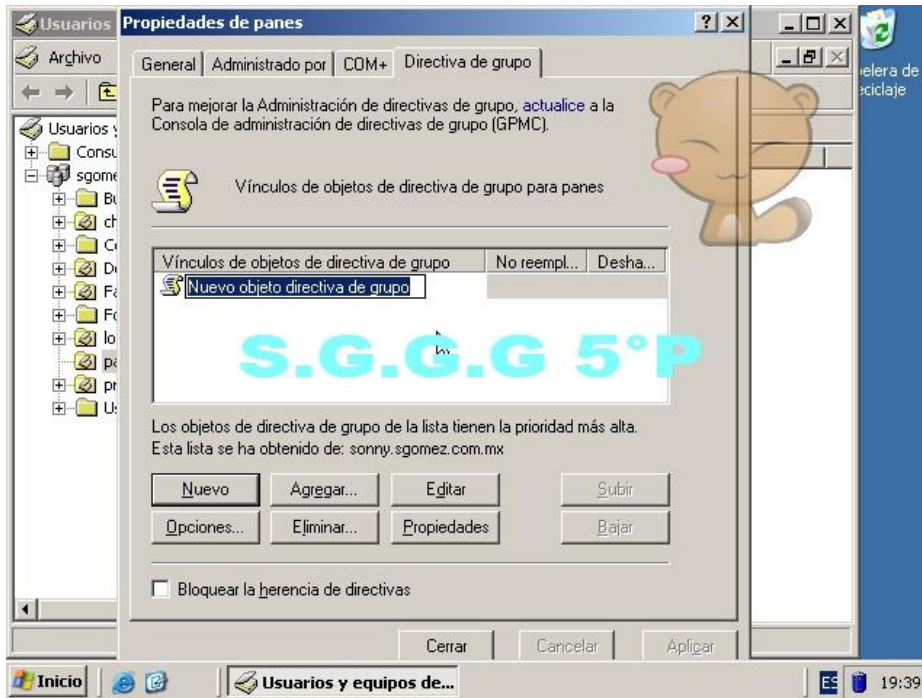 Usuarios
Propiedades de panes
Archivo
General
Administrado por
COM+
Directiva de grupo
Para mejorar la Administración de directivas de grupo, actualice a la
Consola de administración de directivas de grupo (GPMC).
Usuarios y
sgome
Vínculos de objetos de directiva de grupo para panes
Vínculos de objetos de directiva de grupo
No reempl...
Desha...
Nuevo objeto directiva de grupo
S.G.G.G 5°P
Los objetos de directiva de grupo de la lista tienen la prioridad más alta.
Esta lista se ha obtenido de: sonny.sgomez.com.mx
Nuevo
Agregar...
Editar
Subir
Opciones...
Eliminar...
Propiedades
Bajar
Bloquear la herencia de directivas
Cerrar
Cancelar
Aplicar
elera de
eciclaje
Inicio
Usuarios y equipos de...
ES
19:39